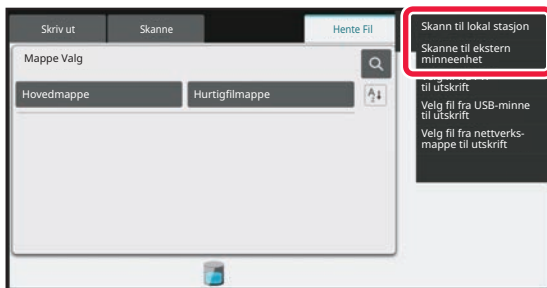 Skriv ut
Skanne
Hente Fil
Mappe Valg
Hovedmappe
Hurtigfilmappe
Skann til lokal stasjon
Skanne til ekstern
minneenhet
til utskrift
Velg fil fra USB-minne
til utskrift
Velg fil fra nettverks-
mappe til utskrift